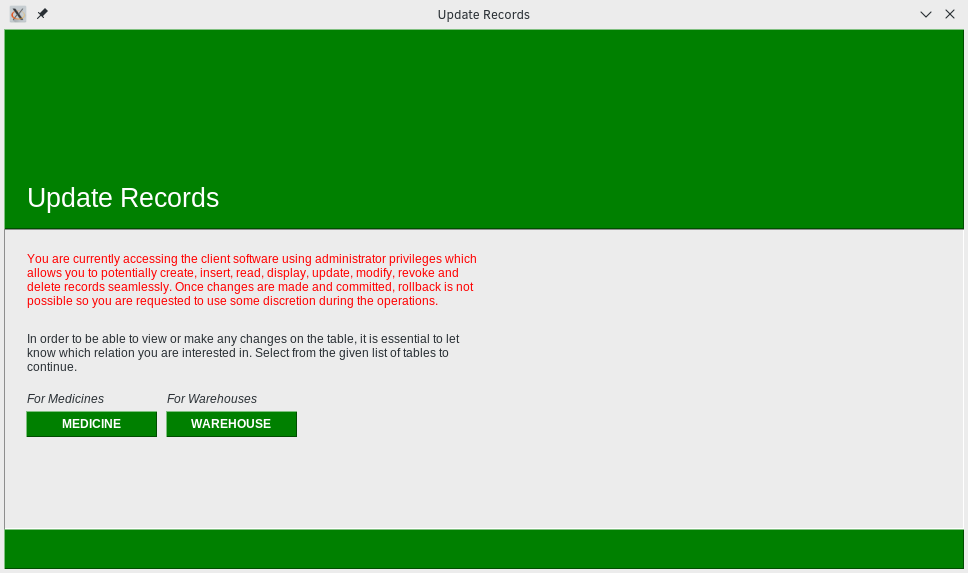 Update Records
Update Records
You are currently accessing the client software using administrator privileges which
allows you to potentially create, insert, read, display, update, modify, revoke and
delete records seamlessly. Once changes are made and committed, rollback is not
possible so you are requested to use some discretion during the operations.
In order to be able to view or make any changes on the table, it is essential to let
know which relation you are interested in. Select from the given list of tables to
continue.
For Medicines For Warehouses
MEDICINE WAREHOUSE